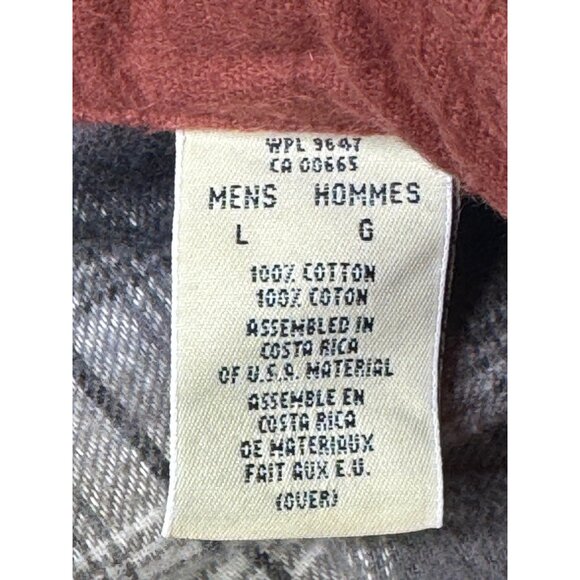 WPL 9647
CA 00665
MENS HOMMES
L G
100% COTTON
100% COTON
ASSEMBLED IN
COSTA RICA
OF U.S.A. MATERIAL
ASSEMBLE EN
COSTA RICA
DE MATERIAUX
FAIT AUX E.U.
(OVER)